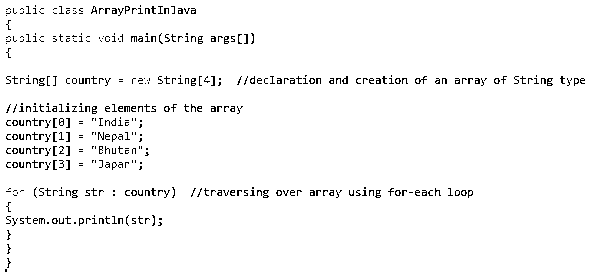 public class ArrayPrintInJava
{
public static void main(String args[])
{
String[] country = new String[4];  //declaration and creation of an array of String type
//initializing elements of the array
country[0] = "India";
country[1] = "Nepal";
country[2] = "Bhutan";
country[3] = "Japan";
for (String str : country)  //traversing over array using for-each loop
{
System.out.println(str);
}
}
}